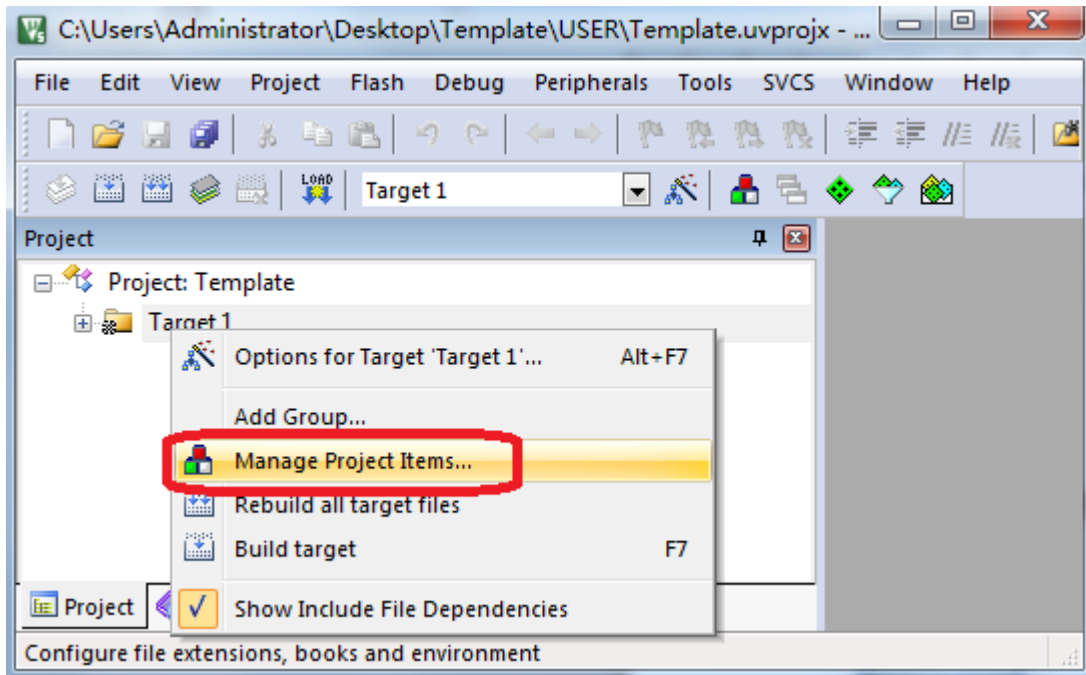 C:\Users\Administrator\Desktop\Template\USER\Template.uvprojx - ...
File Edit View Project Flash Debug Peripherals Tools SVCS Window Help
LOAD
Target 1
Project
Project: Template
Target 1
Options for Target 'Target 1'... Alt+F7
Add Group...
Manage Project Items...
Rebuild all target files
Build target F7
Project
Show Include File Dependencies
Configure file extensions, books and environment